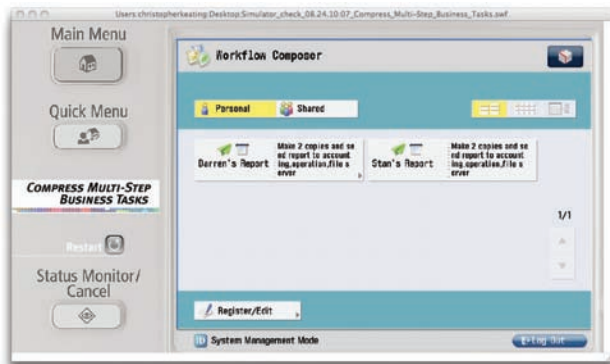 Users:christopherkeating:Desktop:Simulator_check_08.24.10:07_Compress_Multi-Step_Business_Tasks.swf
Main Menu
Workflow Composer
Quick Menu
Personal
Shared
Darren's Report
Make 2 copies and se
nd report to account
ing,operation,file s
erver
Stan's Report
Make 2 copies and se
nd report to account
ing,operation,file s
erver
COMPRESS MULTI-STEP
BUSINESS TASKS
1/1
Restart
Status Monitor/
Cancel
Register/Edit
ID System Management Mode
Log Out